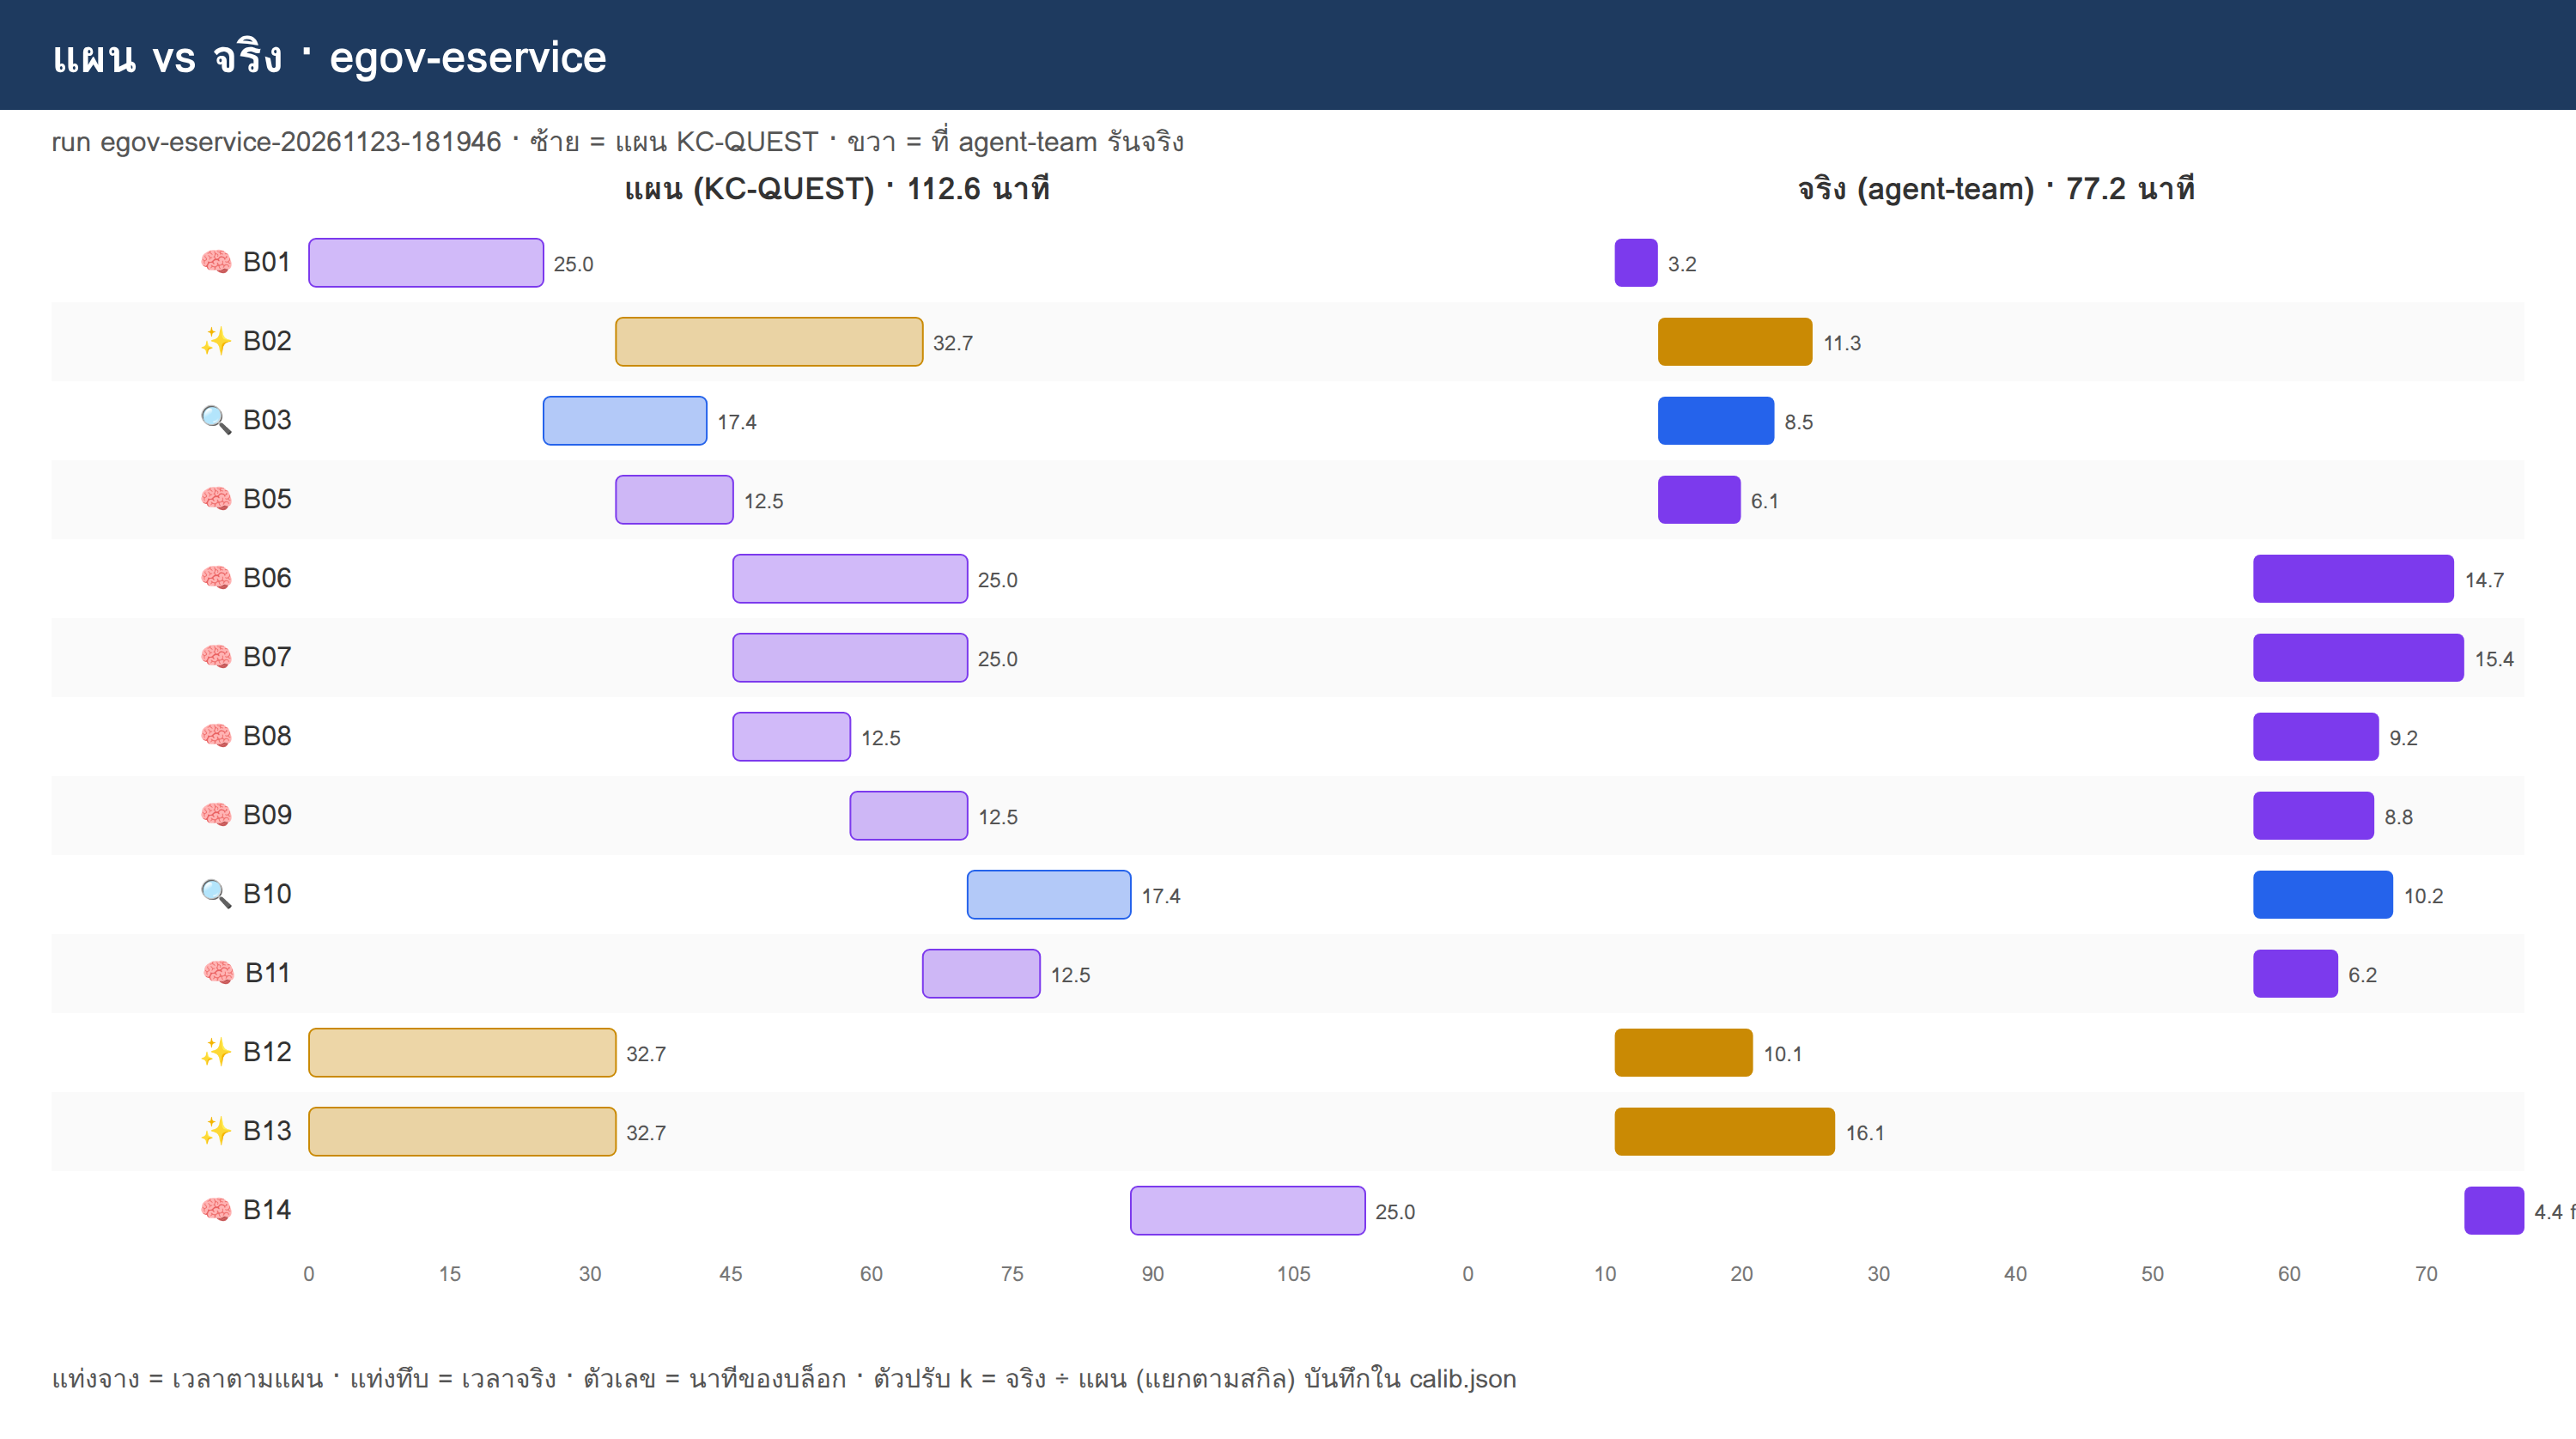 แผน vs จริง · egov-eservice
run egov-eservice-20261123-181946 · ซ้าย = แผน KC-QUEST · ขวา = ที่ agent-team รันจริง
แผน (KC-QUEST) · 112.6 นาที
จริง (agent-team) · 77.2 นาที
B01 25.0 3.2
B02 32.7 11.3
B03 17.4 8.5
B05 12.5 6.1
B06 25.0 14.7
B07 25.0 15.4
B08 12.5 9.2
B09 12.5 8.8
B10 17.4 10.2
B11 12.5 6.2
B12 32.7 10.1
B13 32.7 16.1
B14 25.0 4.4
0 15 30 45 60 75 90 105 0 10 20 30 40 50 60 70
แท่งจาง = เวลาตามแผน · แท่งทึบ = เวลาจริง · ตัวเลข = นาทีของบล็อก · ตัวปรับ k = จริง ÷ แผน (แยกตามสกิล) บันทึกใน calib.json